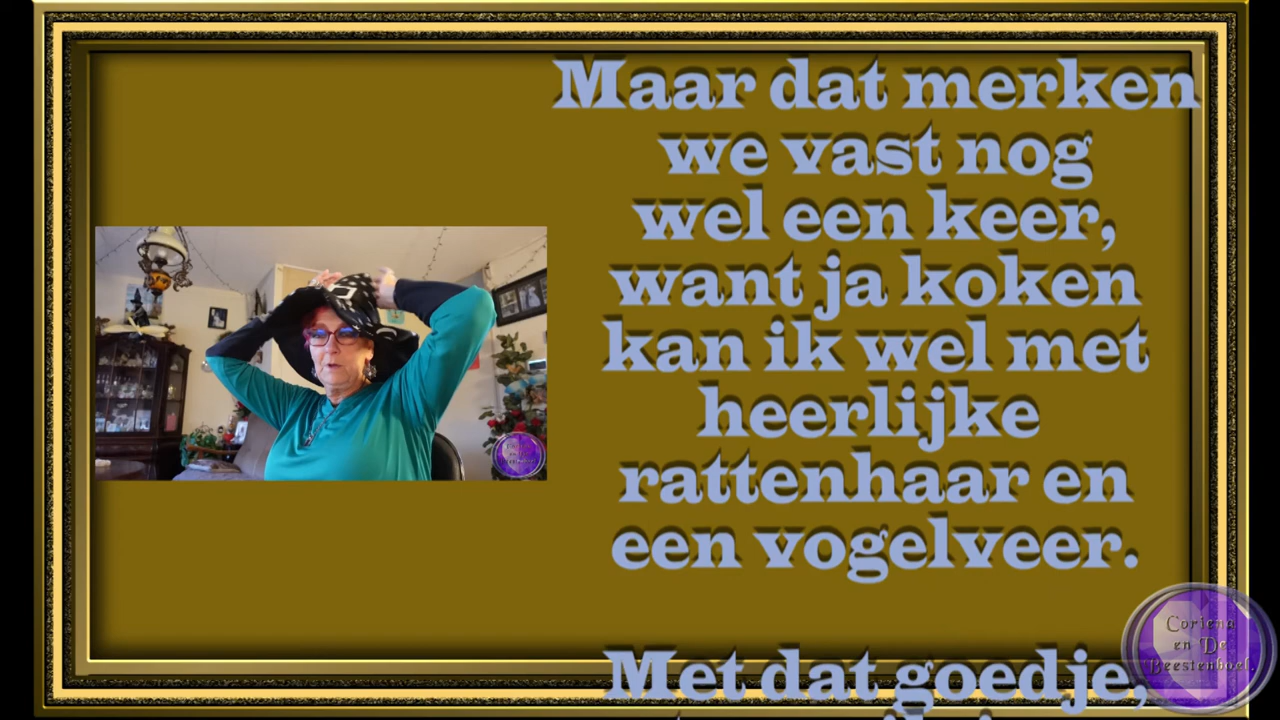 Maar dat merken
we vast nog
wel een keer,
want ja koken
kan ik wel met
heerlijke
rattenhaar en
een vogelveer.
Met dat goedje,
Coriena
en De
Beestenboel